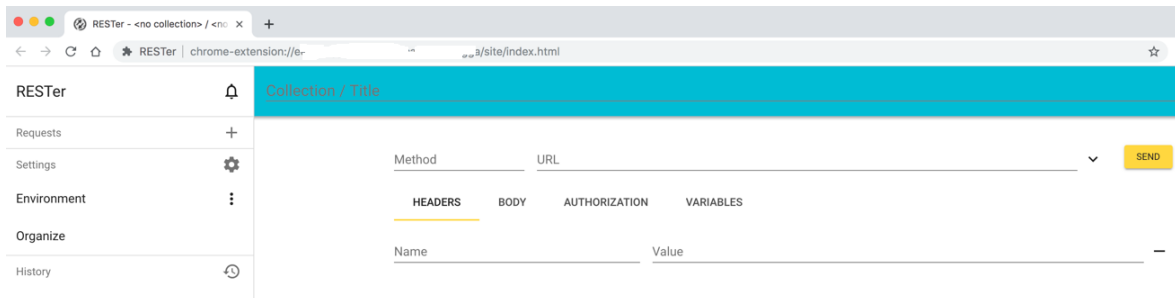 RESTer - <no collection> / <no
RESTer | chrome-extension://e a/site/index.html
RESTer
Collection / Title
Requests
Settings
Method URL SEND
Environment
HEADERS BODY AUTHORIZATION VARIABLES
Organize
Name Value
History